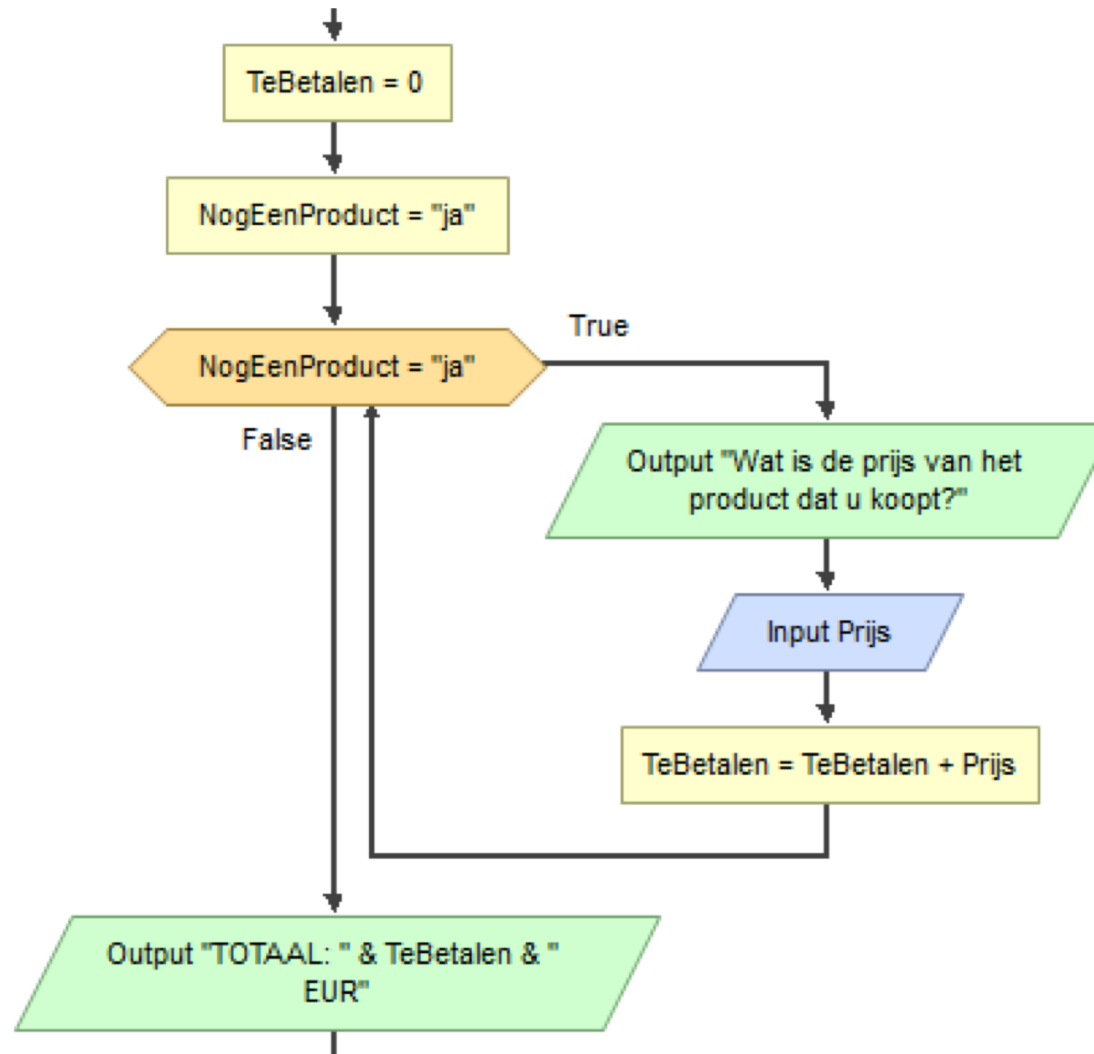 TeBetalen = 0
NogEenProduct = "ja"
NogEenProduct = "ja"
True
False
Output "Wat is de prijs van het
product dat u koopt?"
Input Prijs
TeBetalen = TeBetalen + Prijs
Output "TOTAAL: " & TeBetalen & "
EUR"